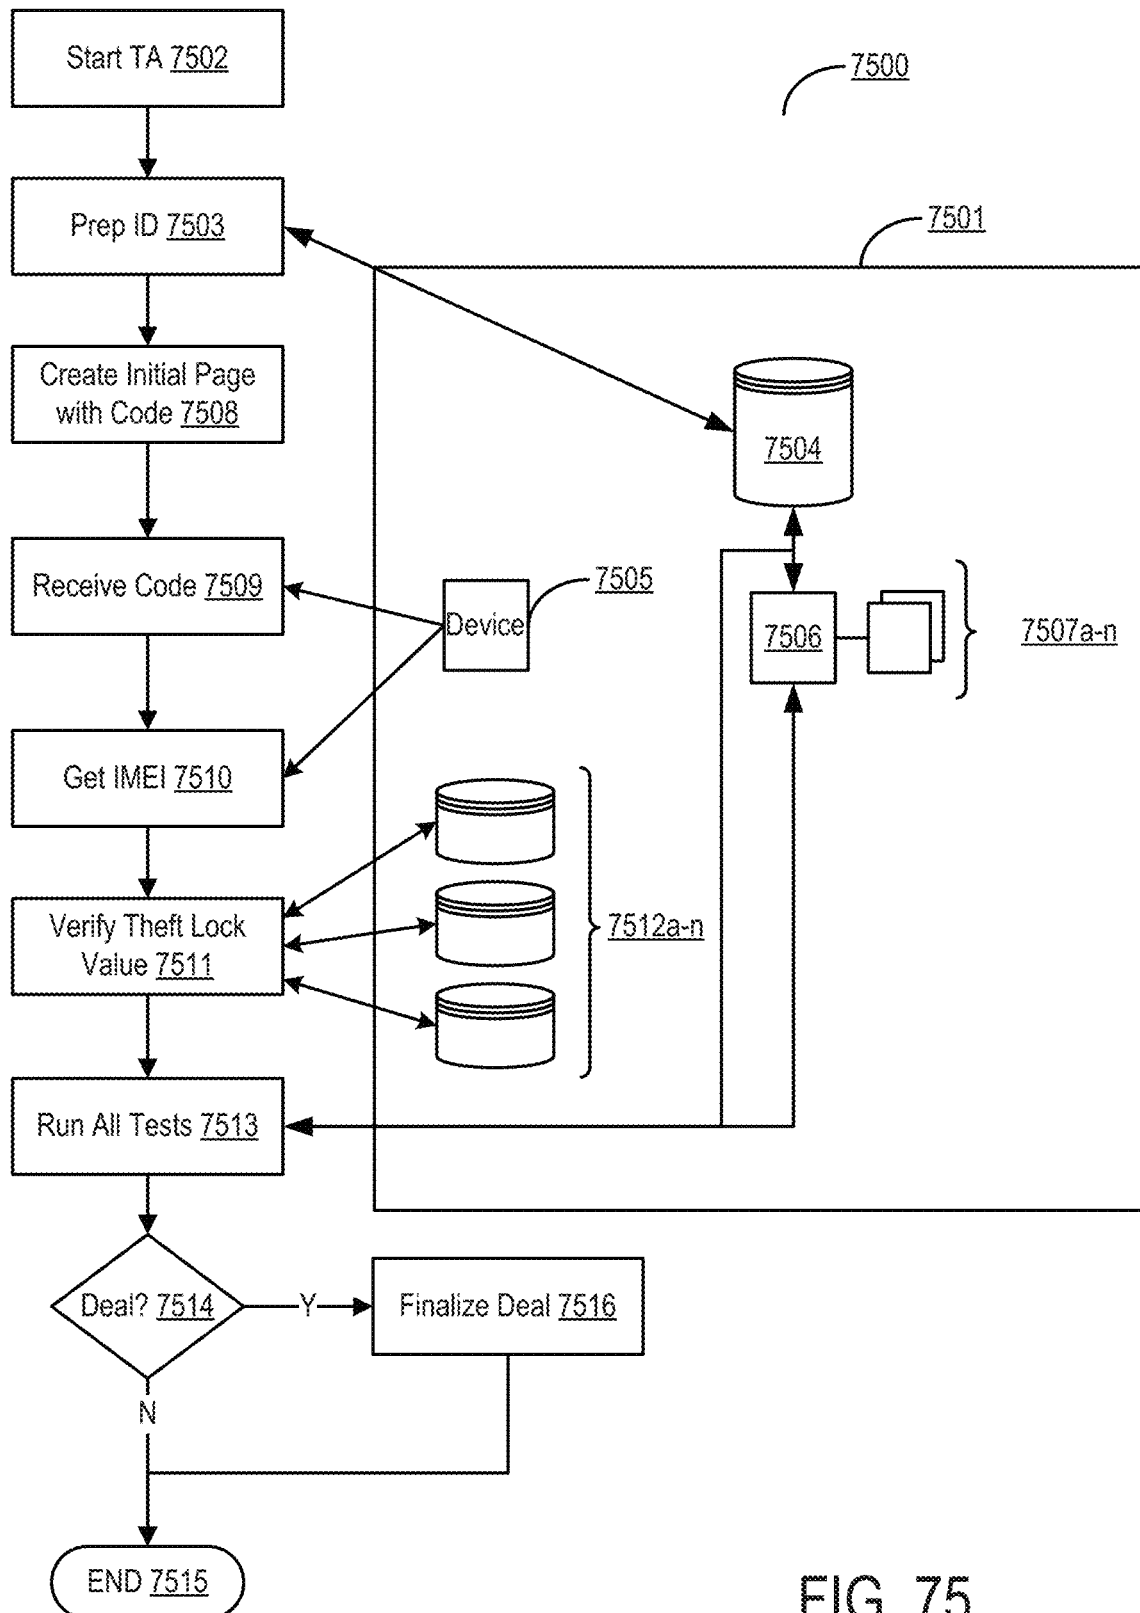 Start TA 7502
7500
Prep ID 7503
7501
Create Initial Page
with Code 7508
7504
Receive Code 7509
Device
7505
7506
7507a-n
Get IMEI 7510
Verify Theft Lock
Value 7511
7512a-n
Run All Tests 7513
Deal? 7514
Y
Finalize Deal 7516
N
END 7515
FIG. 75